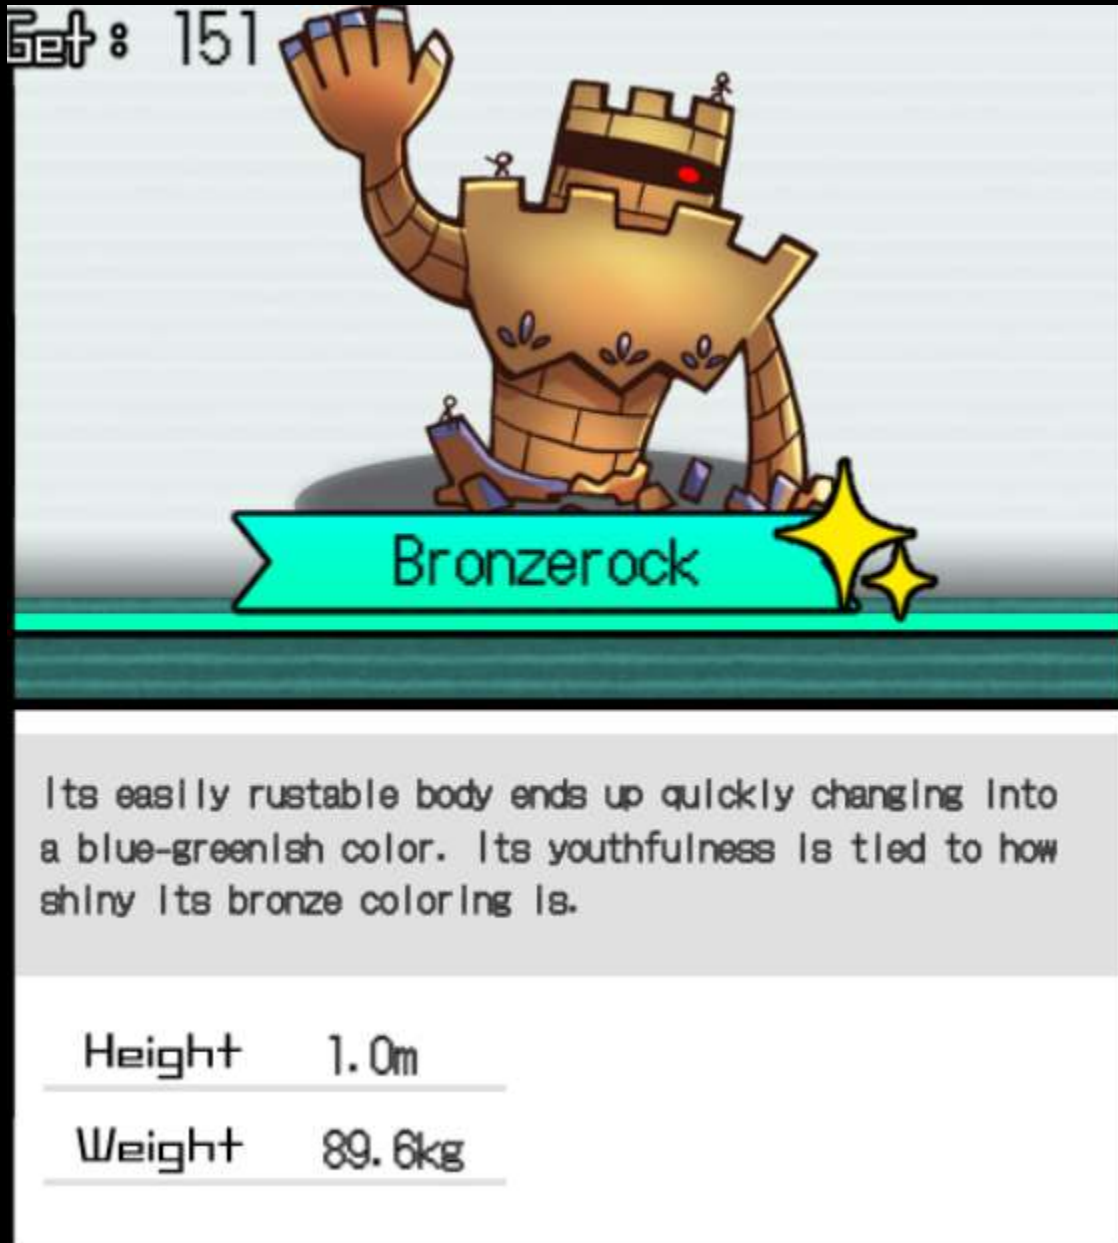 Get: 151
Bronzerock
Its easily rustable body ends up quickly changing into
a blue-greenish color. Its youthfulness is tied to how
shiny its bronze coloring is.
Height 1.0m
Weight 89.6kg